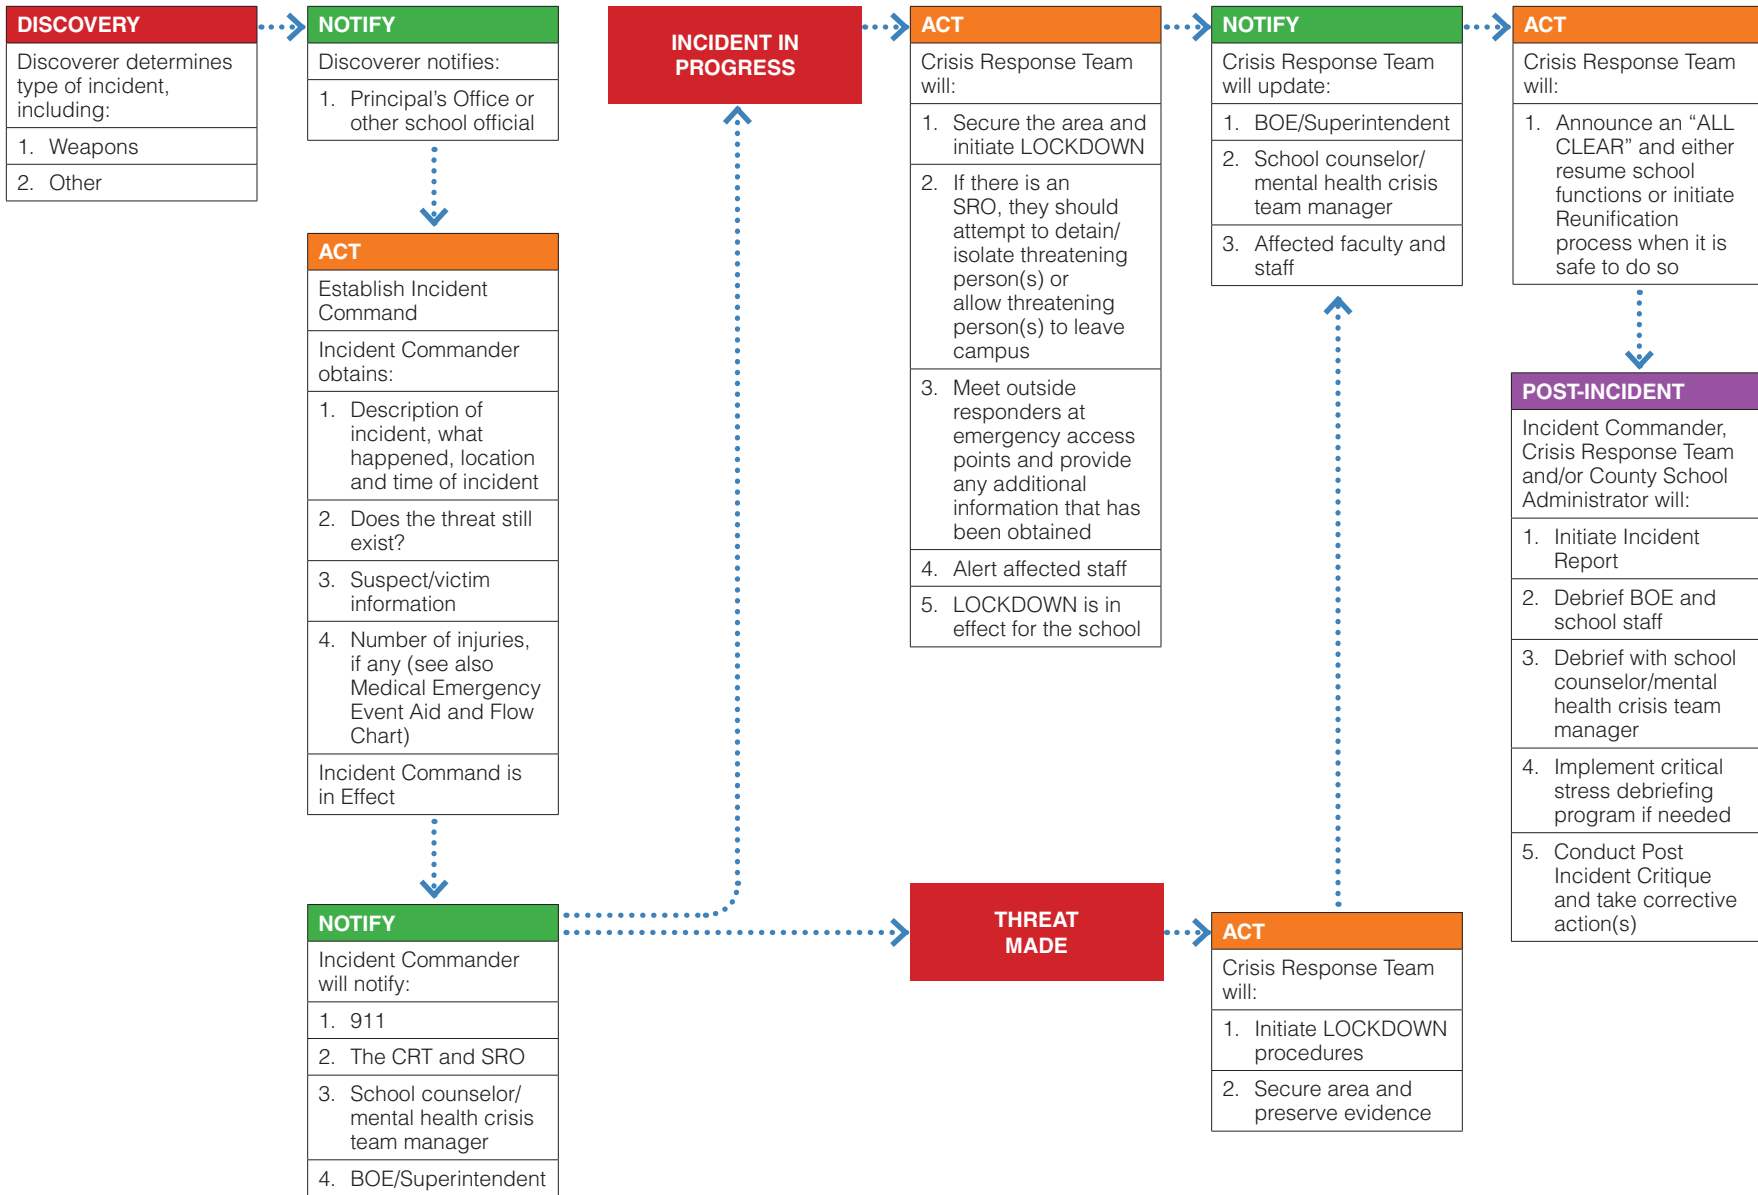 DISCOVERY
Discoverer determines
type of incident,
including:
1. Weapons
2. Other
NOTIFY
Discoverer notifies:
1. Principal’s Office or
other school official
ACT
Establish Incident
Command
Incident Commander
obtains:
1. Description of
incident, what
happened, location
and time of incident
2. Does the threat still
exist?
3. Suspect/victim
information
4. Number of injuries,
if any (see also
Medical Emergency
Event Aid and Flow
Chart)
Incident Command is
in Effect
NOTIFY
Incident Commander
will notify:
1. 911
2. The CRT and SRO
3. School counselor/
mental health crisis
team manager
4. BOE/Superintendent
INCIDENT IN
PROGRESS
ACT
Crisis Response Team
will:
1. Secure the area and
initiate LOCKDOWN
2. If there is an
SRO, they should
attempt to detain/
isolate threatening
person(s) or
allow threatening
person(s) to leave
campus
3. Meet outside
responders at
emergency access
points and provide
any additional
information that has
been obtained
4. Alert affected staff
5. LOCKDOWN is in
effect for the school
THREAT
MADE
ACT
Crisis Response Team
will:
1. Initiate LOCKDOWN
procedures
2. Secure area and
preserve evidence
NOTIFY
Crisis Response Team
will update:
1. BOE/Superintendent
2. School counselor/
mental health crisis
team manager
3. Affected faculty and
staff
ACT
Crisis Response Team
will:
1. Announce an “ALL
CLEAR” and either
resume school
functions or initiate
Reunification
process when it is
safe to do so
POST-INCIDENT
Incident Commander,
Crisis Response Team
and/or County School
Administrator will:
1. Initiate Incident
Report
2. Debrief BOE and
school staff
3. Debrief with school
counselor/mental
health crisis team
manager
4. Implement critical
stress debriefing
program if needed
5. Conduct Post
Incident Critique
and take corrective
action(s)